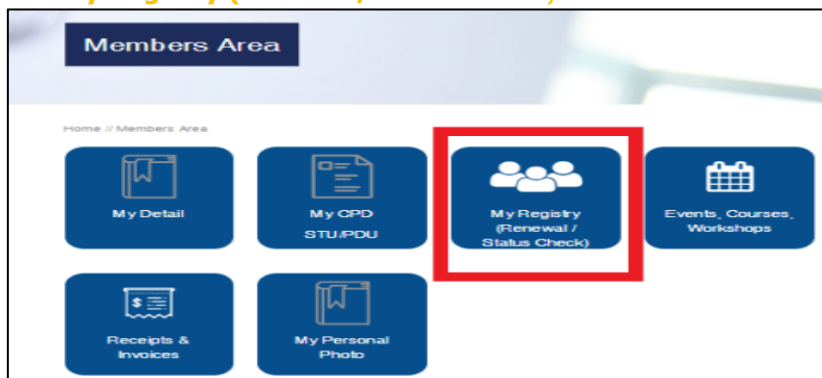 Members Area
Home // Members Area
My Detail
My CPD
STU/PDU
My Registry
(Renewal /
Status Check)
Events, Courses,
Workshops
Receipts &
Invoices
My Personal
Photo